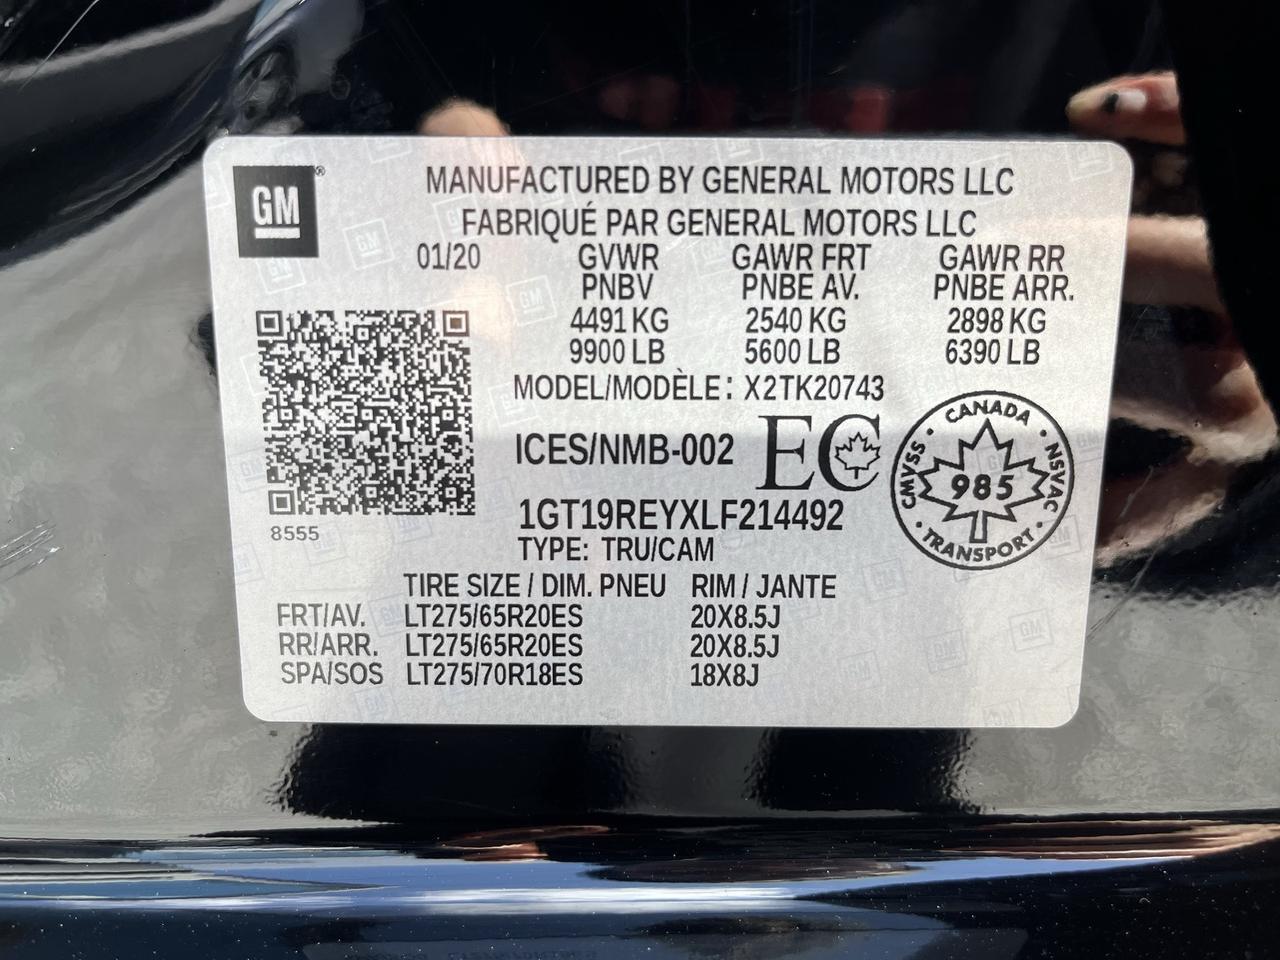 GM®
MANUFACTURED BY GENERAL MOTORS LLC
FABRIQUÉ PAR GENERAL MOTORS LLC
01/20 GVWR GAWR FRT GAWR RR
PNBV PNBE AV. PNBE ARR.
4491 KG 2540 KG 2898 KG
9900 LB 5600 LB 6390 LB
MODEL/MODÈLE: X2TK20743
ICES/NMB-002 EC
CANADA
CMVSS 985 NSVAC
TRANSPORT
1GT19REYXLF214492
8555
TYPE: TRU/CAM
TIRE SIZE / DIM. PNEU RIM / JANTE
FRT/AV. LT275/65R20ES 20X8.5J
RR/ARR. LT275/65R20ES 20X8.5J
SPA/SOS LT275/70R18ES 18X8J